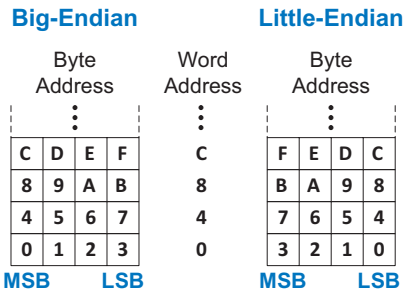 Big-Endian Little-Endian
Byte Address Word Address Byte Address
C D E F C F E D C
8 9 A B 8 B A 9 8
4 5 6 7 4 7 6 5 4
0 1 2 3 0 3 2 1 0
MSB LSB MSB LSB